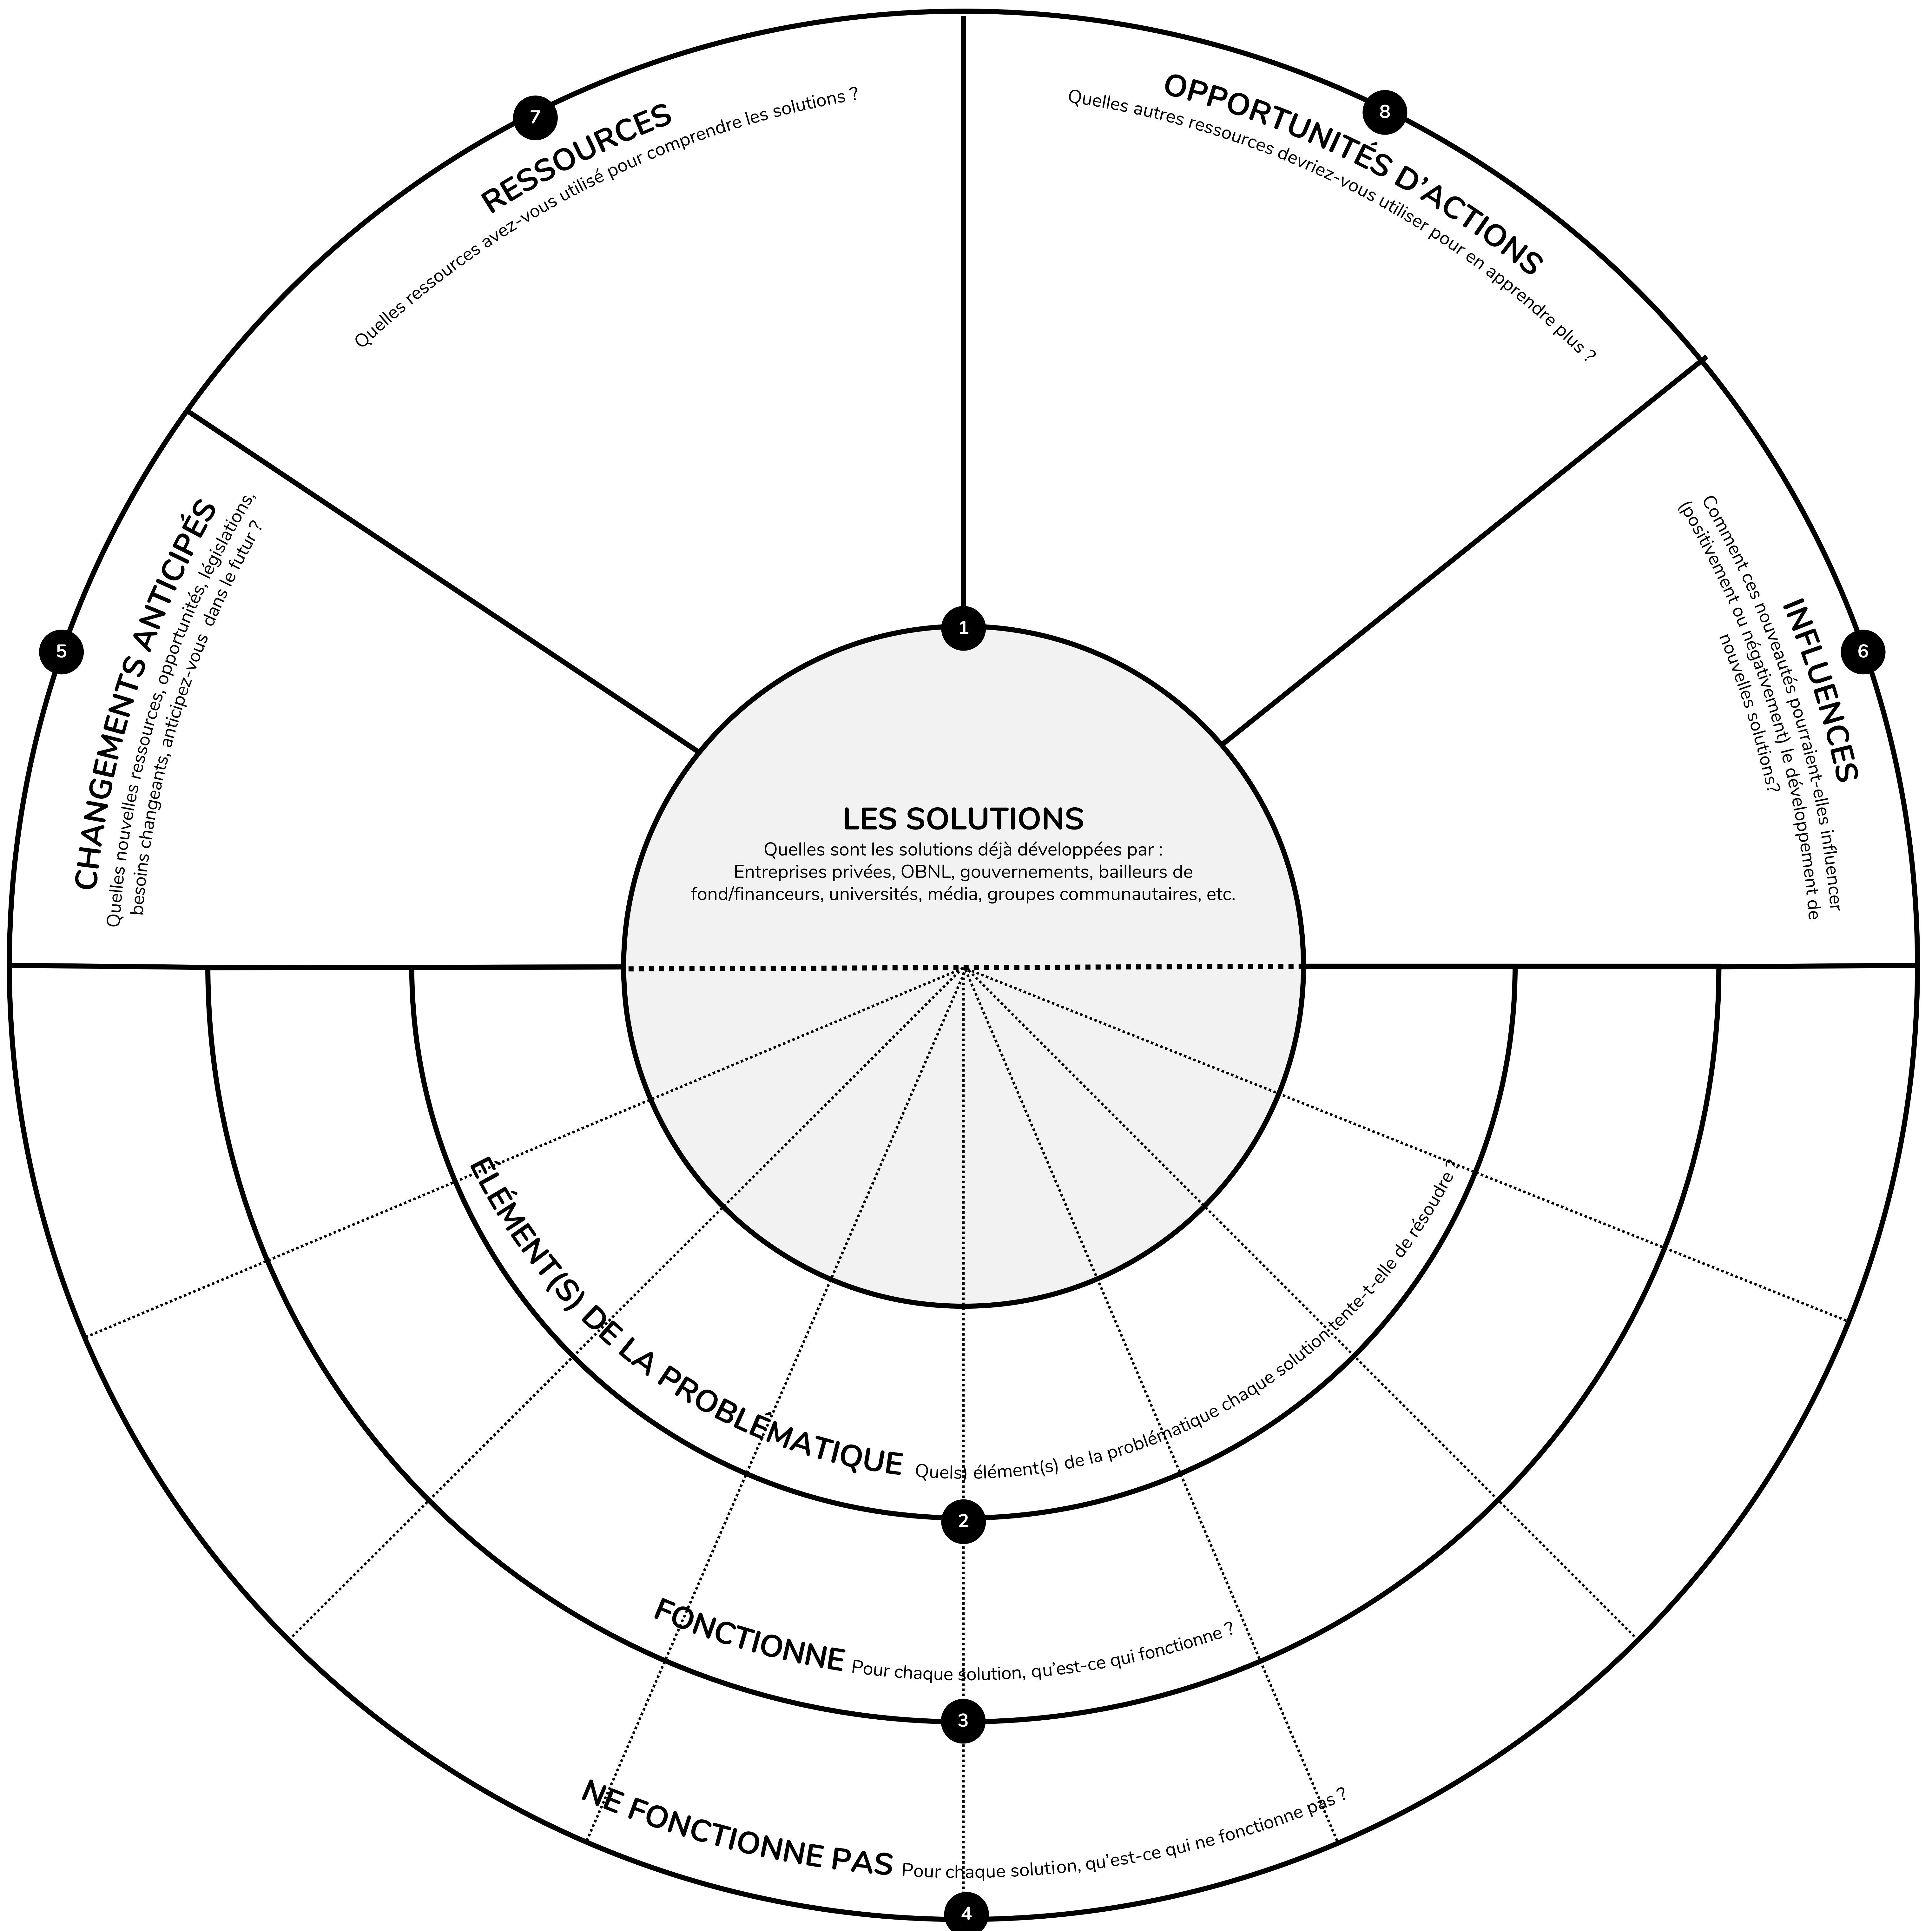 7
RESSOURCES
Quelles ressources avez-vous utilisé pour comprendre les solutions ?
8
OPPORTUNITÉS D’ACTIONS
Quelles autres ressources devriez-vous utiliser pour en apprendre plus ?
5
CHANGEMENTS ANTICIPÉS
Quelles nouvelles ressources, opportunités, législations,
besoins changeants, anticipez-vous dans le futur ?
6
INFLUENCES
Comment ces nouveautés pourraient-elles influencer
(positivement ou négativement) le développement de
nouvelles solutions?
1
LES SOLUTIONS
Quelles sont les solutions déjà développées par :
Entreprises privées, OBNL, gouvernements, bailleurs de
fond/financeurs, universités, média, groupes communautaires, etc.
ÉLÉMENT(S) DE LA PROBLÉMATIQUE Quels) élément(s) de la problématique chaque solution tente-t-elle de résoudre ?
2
FONCTIONNE Pour chaque solution, qu’est-ce qui fonctionne ?
3
NE FONCTIONNE PAS Pour chaque solution, qu’est-ce qui ne fonctionne pas ?
4